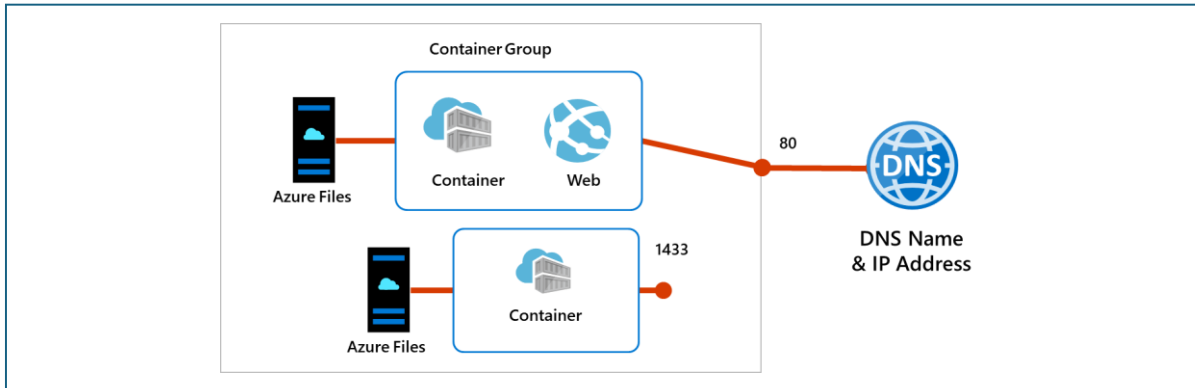 Container Group
Container
Web
Azure Files
80
DNS
DNS Name
& IP Address
1433
Container
Azure Files